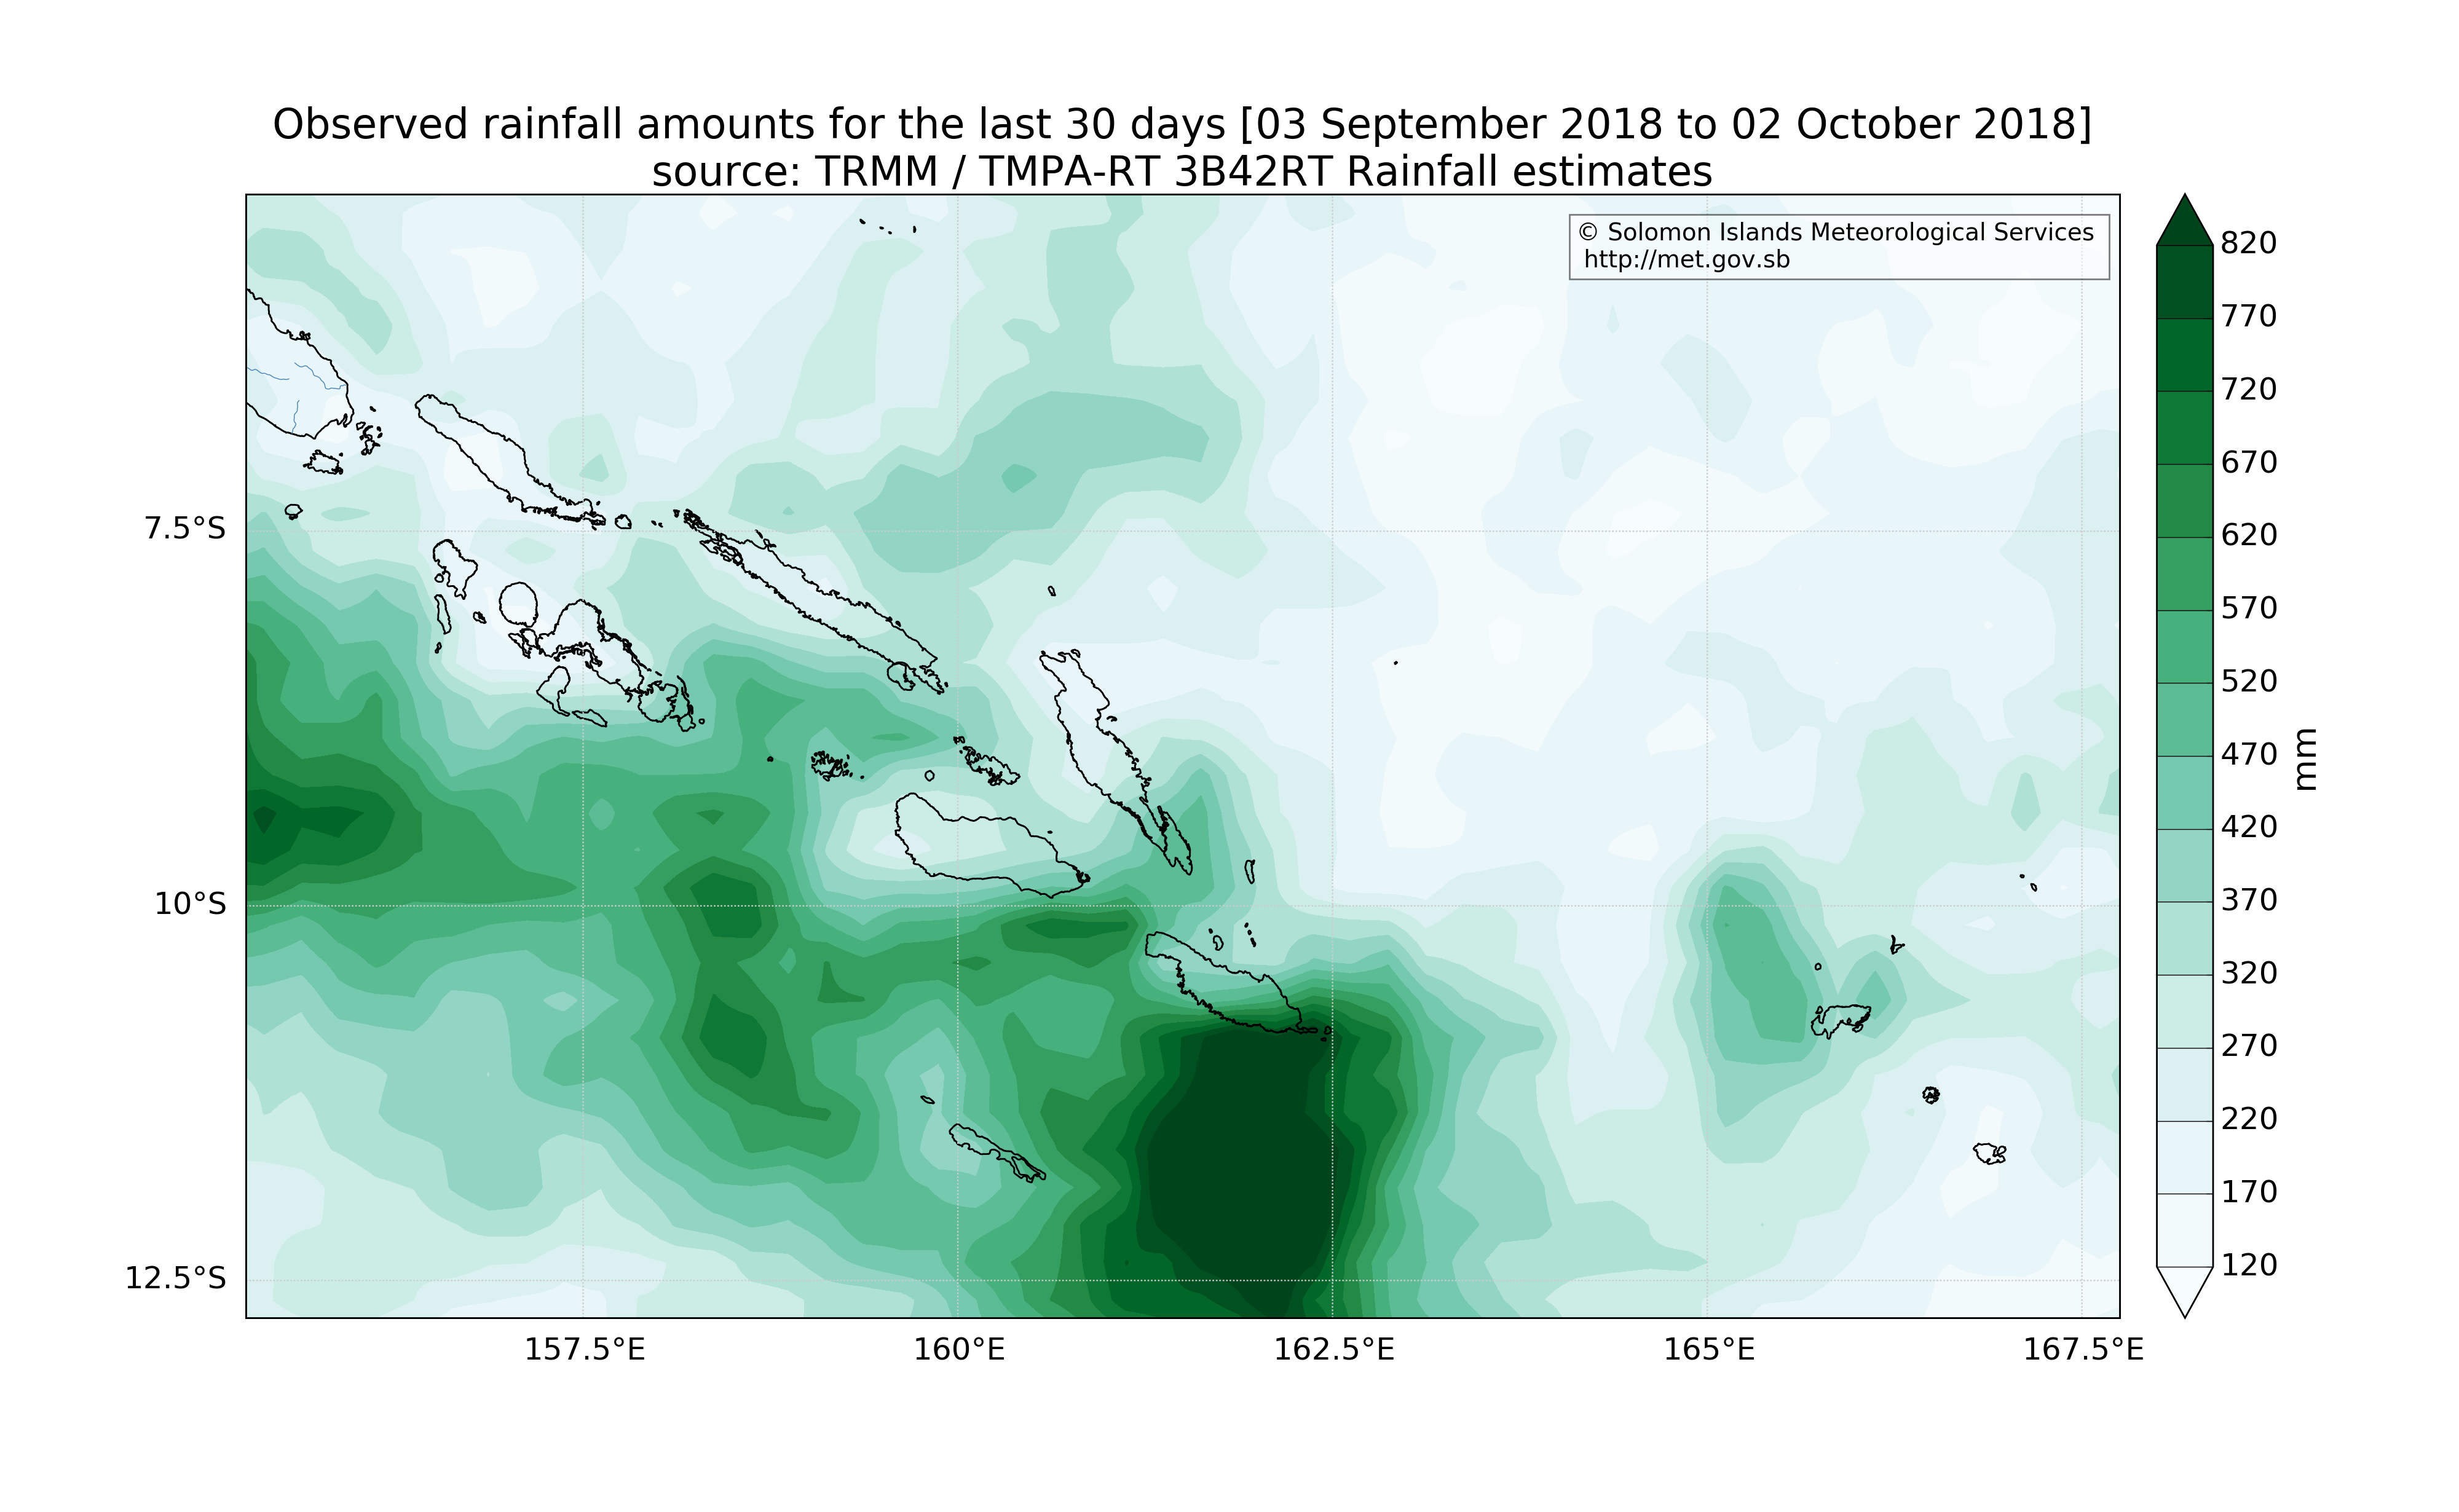 Observed rainfall amounts for the last 30 days [03 September 2018 to 02 October 2018]
source: TRMM / TMPA-RT 3B42RT Rainfall estimates
© Solomon Islands Meteorological Services
http://met.gov.sb
7.5°S
10°S
12.5°S
157.5°E
160°E
162.5°E
165°E
167.5°E
820
770
720
670
620
570
520
470
420
370
320
270
220
170
120
mm